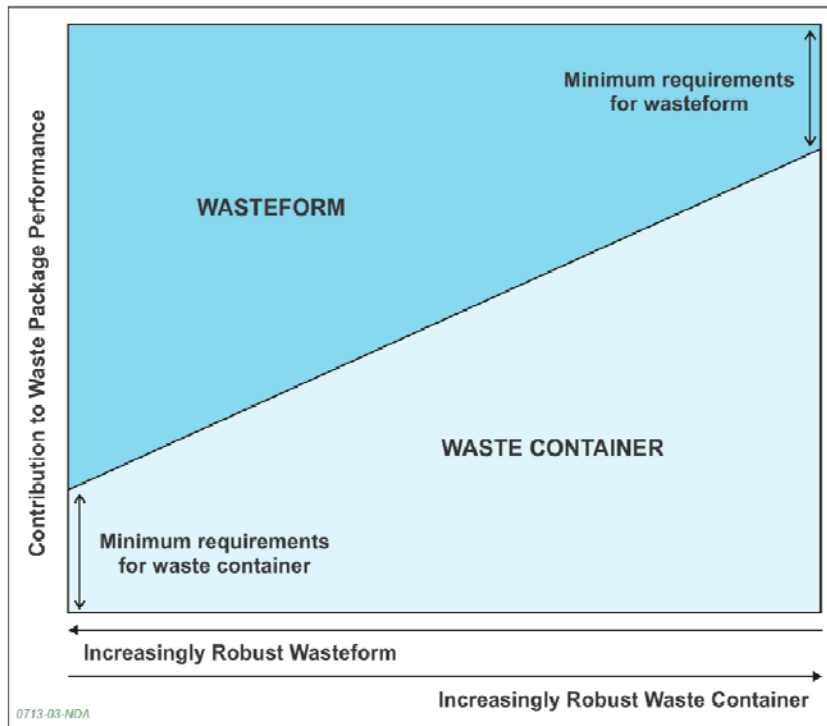 Contribution to Waste Package Performance
Minimum requirements
for wasteform
WASTEFORM
WASTE CONTAINER
Minimum requirements
for waste container
Increasingly Robust Wasteform
Increasingly Robust Waste Container
0713-03-NDA